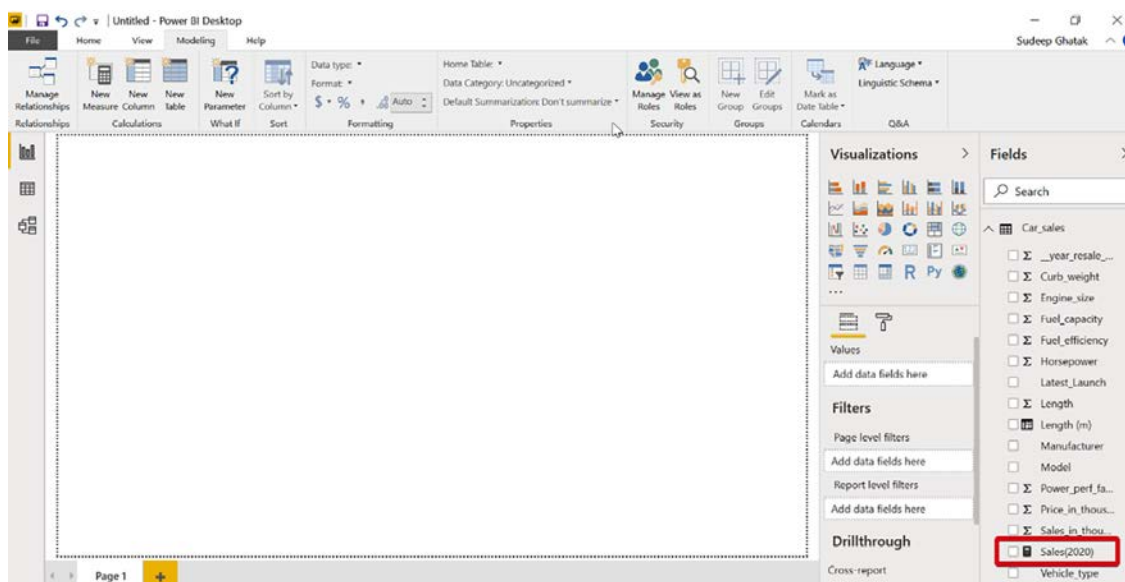 Untitled - Power BI Desktop
Sudeep Ghatak
File Home View Modeling Help
Manage Relationships
New Measure
New Column
New Table
New Parameter
Sort by Column
Data type:
Format:
$ % , Auto
Home Table:
Data Category: Uncategorized
Default Summarization: Don't summarize
Manage Roles
View as Roles
New Group
Edit Groups
Mark as Date Table
Language
Linguistic Schema
Relationships Calculations What If Sort Formatting Properties Security Groups Calendars Q&A
Visualizations
R Py
...
Values
Add data fields here
Filters
Page level filters
Add data fields here
Report level filters
Add data fields here
Drillthrough
Cross-report
Fields
Search
Car_sales
Σ __year_resale_...
Σ Curb_weight
Σ Engine_size
Σ Fuel_capacity
Σ Fuel_efficiency
Σ Horsepower
Latest_Launch
Σ Length
Length (m)
Manufacturer
Model
Σ Power_perf_fa...
Σ Price_in_thous...
Σ Sales_in_thou...
Sales(2020)
Vehicle_type
Page 1
+